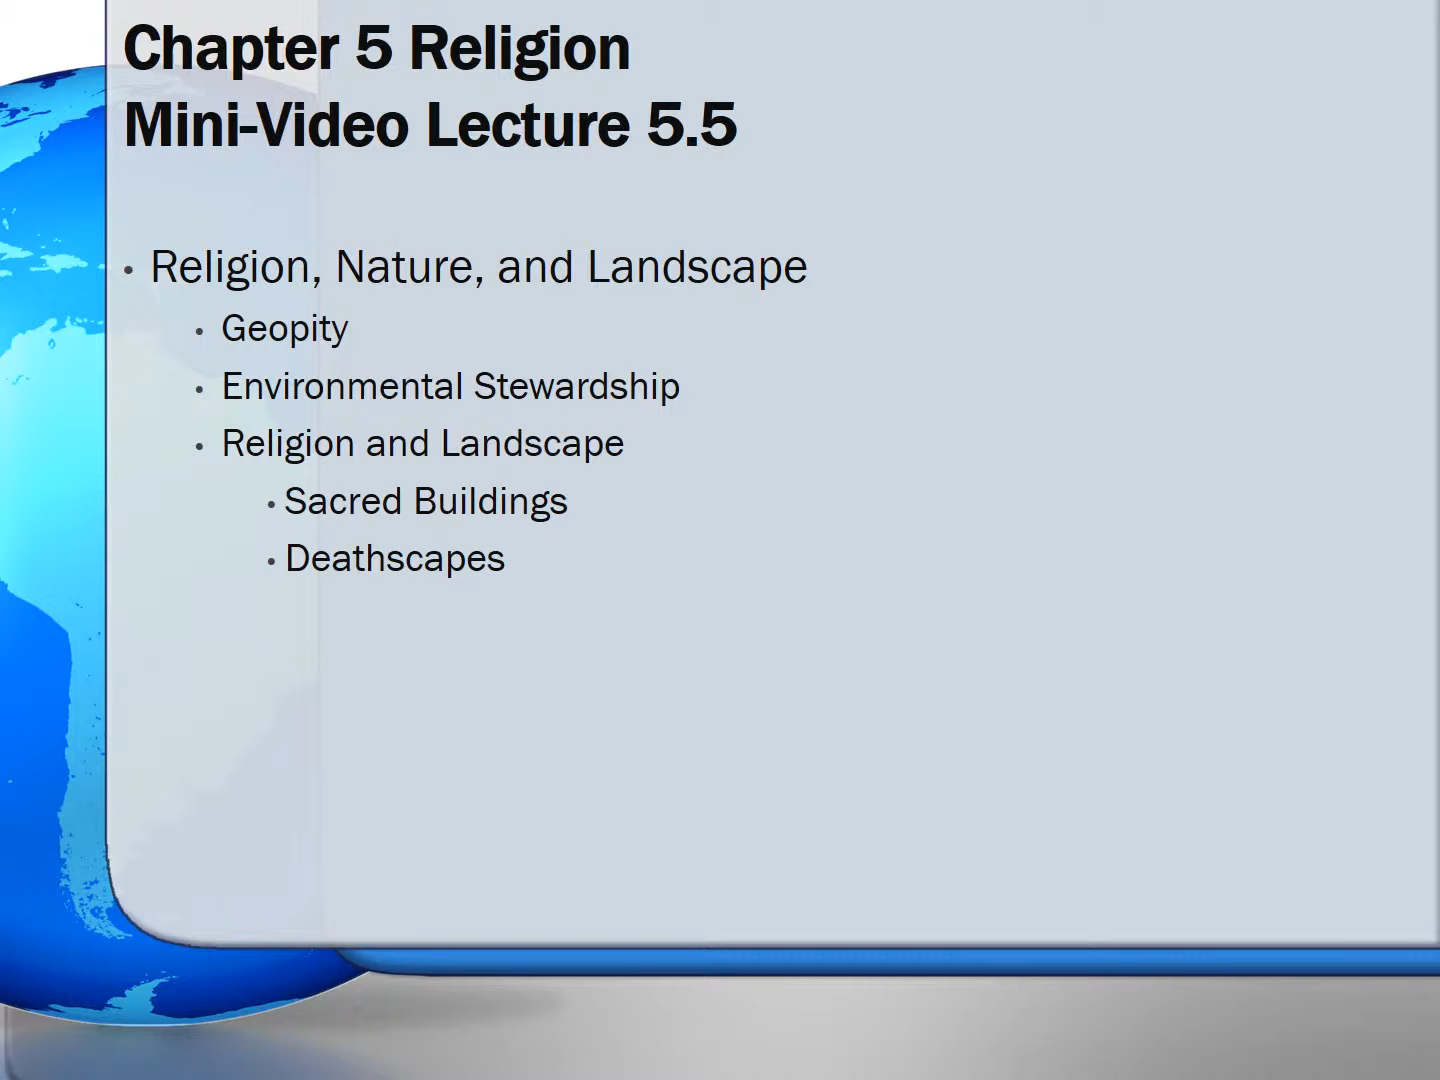 Chapter 5 Religion
Mini-Video Lecture 5.5
• Religion, Nature, and Landscape
• Geopity
• Environmental Stewardship
• Religion and Landscape
• Sacred Buildings
• Deathscapes